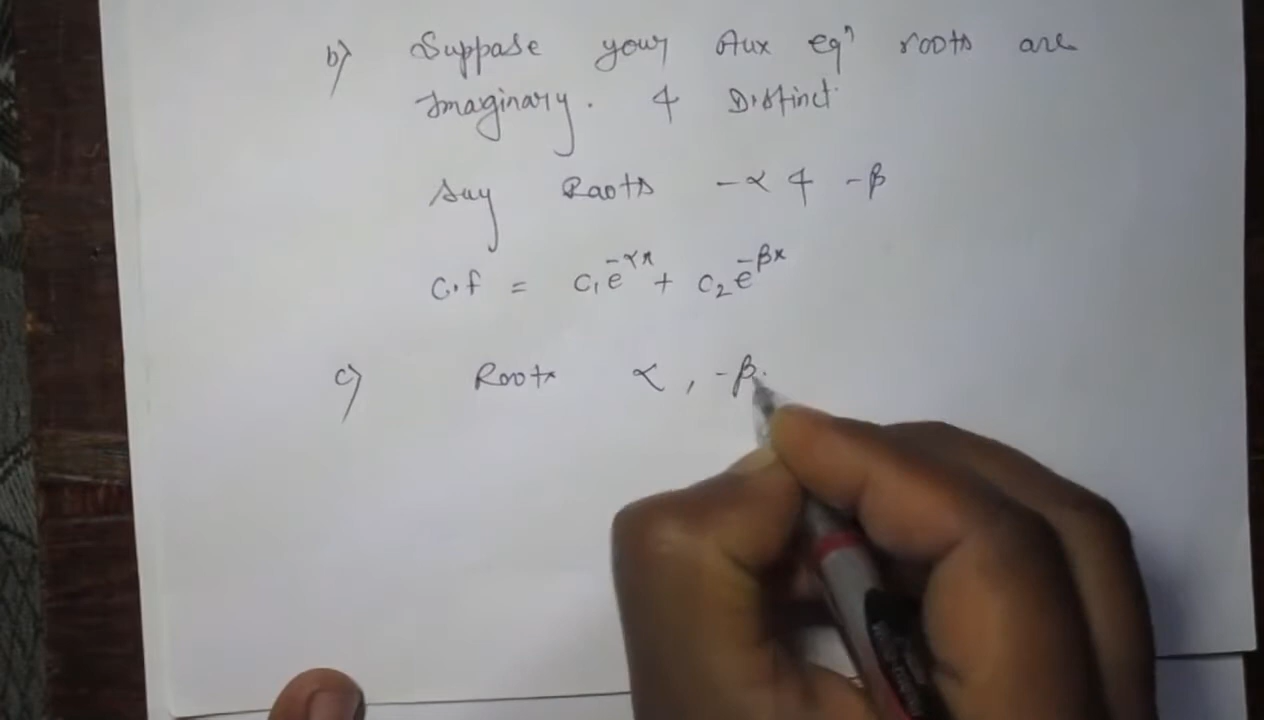 b) Suppose your Aux eqn roots are
Imaginary. & Distinct
Say Roots -α & -β
C.f = c₁e^-αx + c₂e^-βx
c) Roots α, -β.